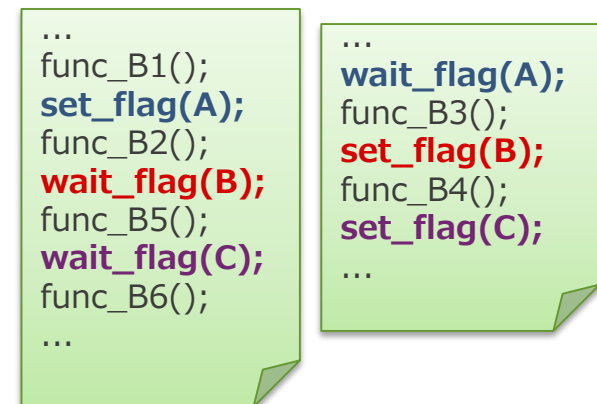 ...
func_B1();
set_flag(A);
func_B2();
wait_flag(B);
func_B5();
wait_flag(C);
func_B6();
...
...
wait_flag(A);
func_B3();
set_flag(B);
func_B4();
set_flag(C);
...